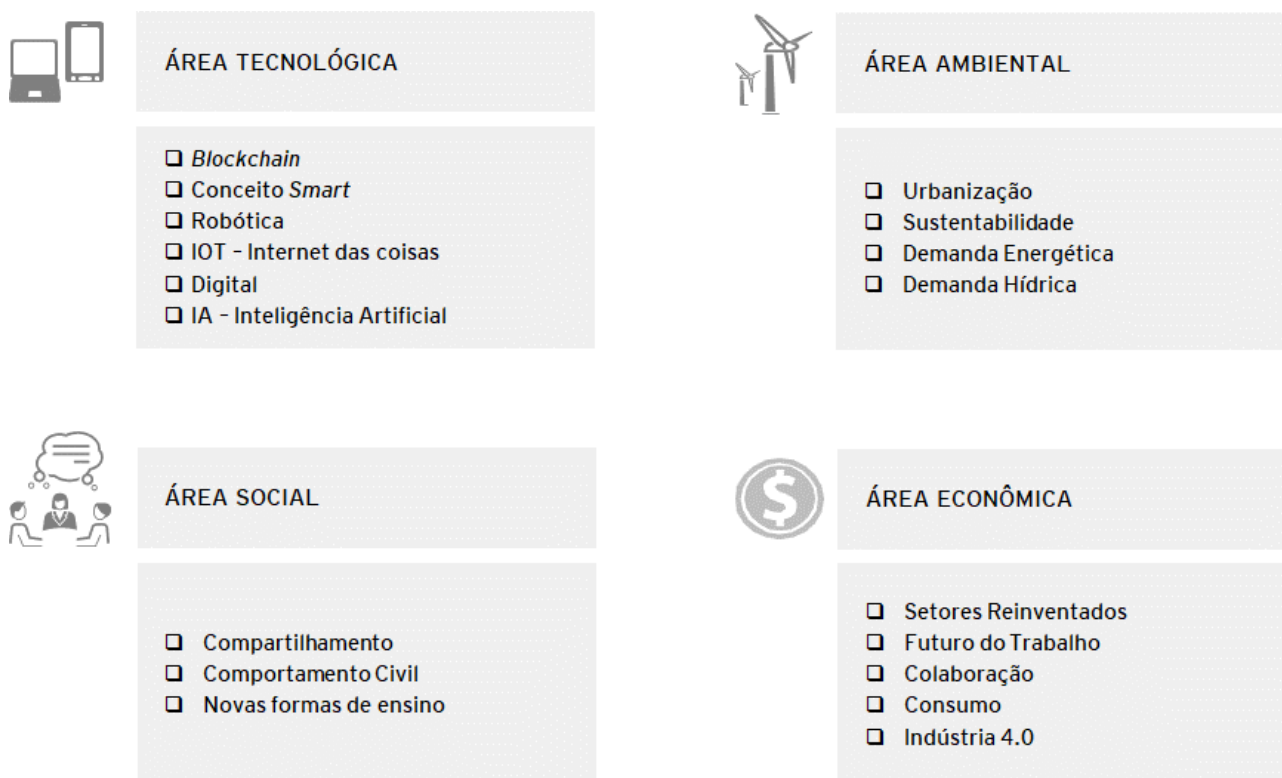 ÁREA TECNOLÓGICA
❑ Blockchain
❑ Conceito Smart
❑ Robótica
❑ IOT – Internet das coisas
❑ Digital
❑ IA – Inteligência Artificial
ÁREA AMBIENTAL
❑ Urbanização
❑ Sustentabilidade
❑ Demanda Energética
❑ Demanda Hídrica
ÁREA SOCIAL
❑ Compartilhamento
❑ Comportamento Civil
❑ Novas formas de ensino
$
ÁREA ECONÔMICA
❑ Setores Reinventados
❑ Futuro do Trabalho
❑ Colaboração
❑ Consumo
❑ Indústria 4.0